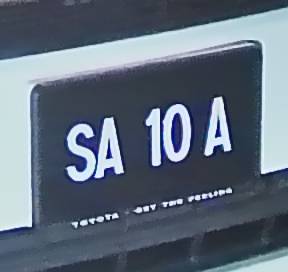 SA 10 A
TOYOTA - GET THE FEELING